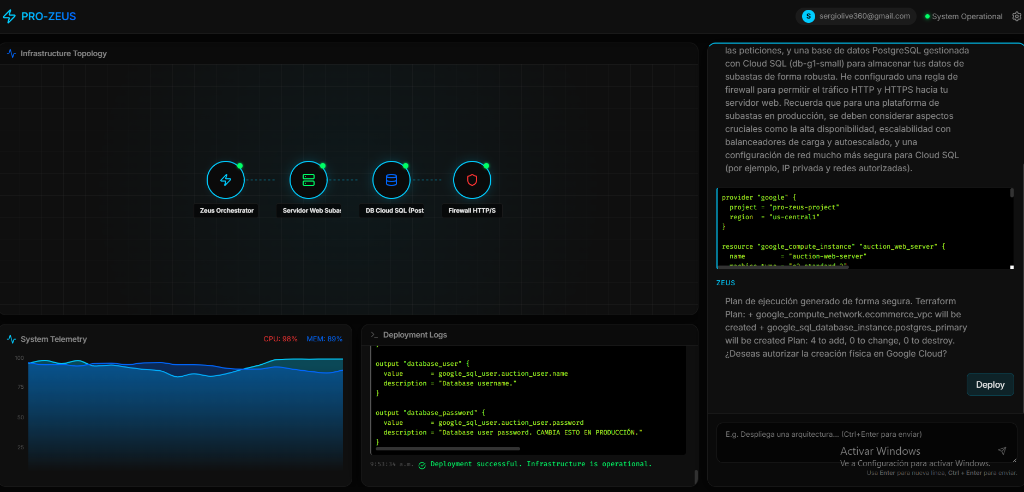 PRO-ZEUS
S
sergiolive360@gmail.com
System Operational
Infrastructure Topology
Zeus Orchestrator
Servidor Web Subas
DB Cloud SQL (Post
Firewall HTTP/S
System Telemetry
CPU: 98%
MEM: 89%
100
75
50
25
>_ Deployment Logs
output "database_user" {
value = google_sql_user.auction_user.name
description = "Database username."
}
output "database_password" {
value = google_sql_user.auction_user.password
description = "Database user password. CAMBIA ESTO EN PRODUCCIÓN."
}
Deployment successful. Infrastructure is operational.
las peticiones, y una base de datos PostgreSQL gestionada
con Cloud SQL (db-g1-small) para almacenar tus datos de
subastas de forma robusta. He configurado una regla de
firewall para permitir el tráfico HTTP y HTTPS hacia tu
servidor web. Recuerda que para una plataforma de
subastas en producción, se deben considerar aspectos
cruciales como la alta disponibilidad, escalabilidad con
balanceadores de carga y autoescalado, y una
configuración de red mucho más segura para Cloud SQL
(por ejemplo, IP privada y redes autorizadas).
provider "google" {
project = "pro-zeus-project"
region = "us-central1"
}
resource "google_compute_instance" "auction_web_server" {
name = "auction-web-server"
ZEUS
Plan de ejecución generado de forma segura. Terraform
Plan: + google_compute_network.ecommerce_vpc will be
created + google_sql_database_instance.postgres_primary
will be created Plan: 4 to add, 0 to change, 0 to destroy.
¿Deseas autorizar la creación física en Google Cloud?
Deploy
E.g. Despliega una arquitectura... (Ctrl+Enter para enviar)
Activar Windows
Ve a Configuración para activar Windows.
Usa Enter para nueva línea, Ctrl + Enter para enviar.